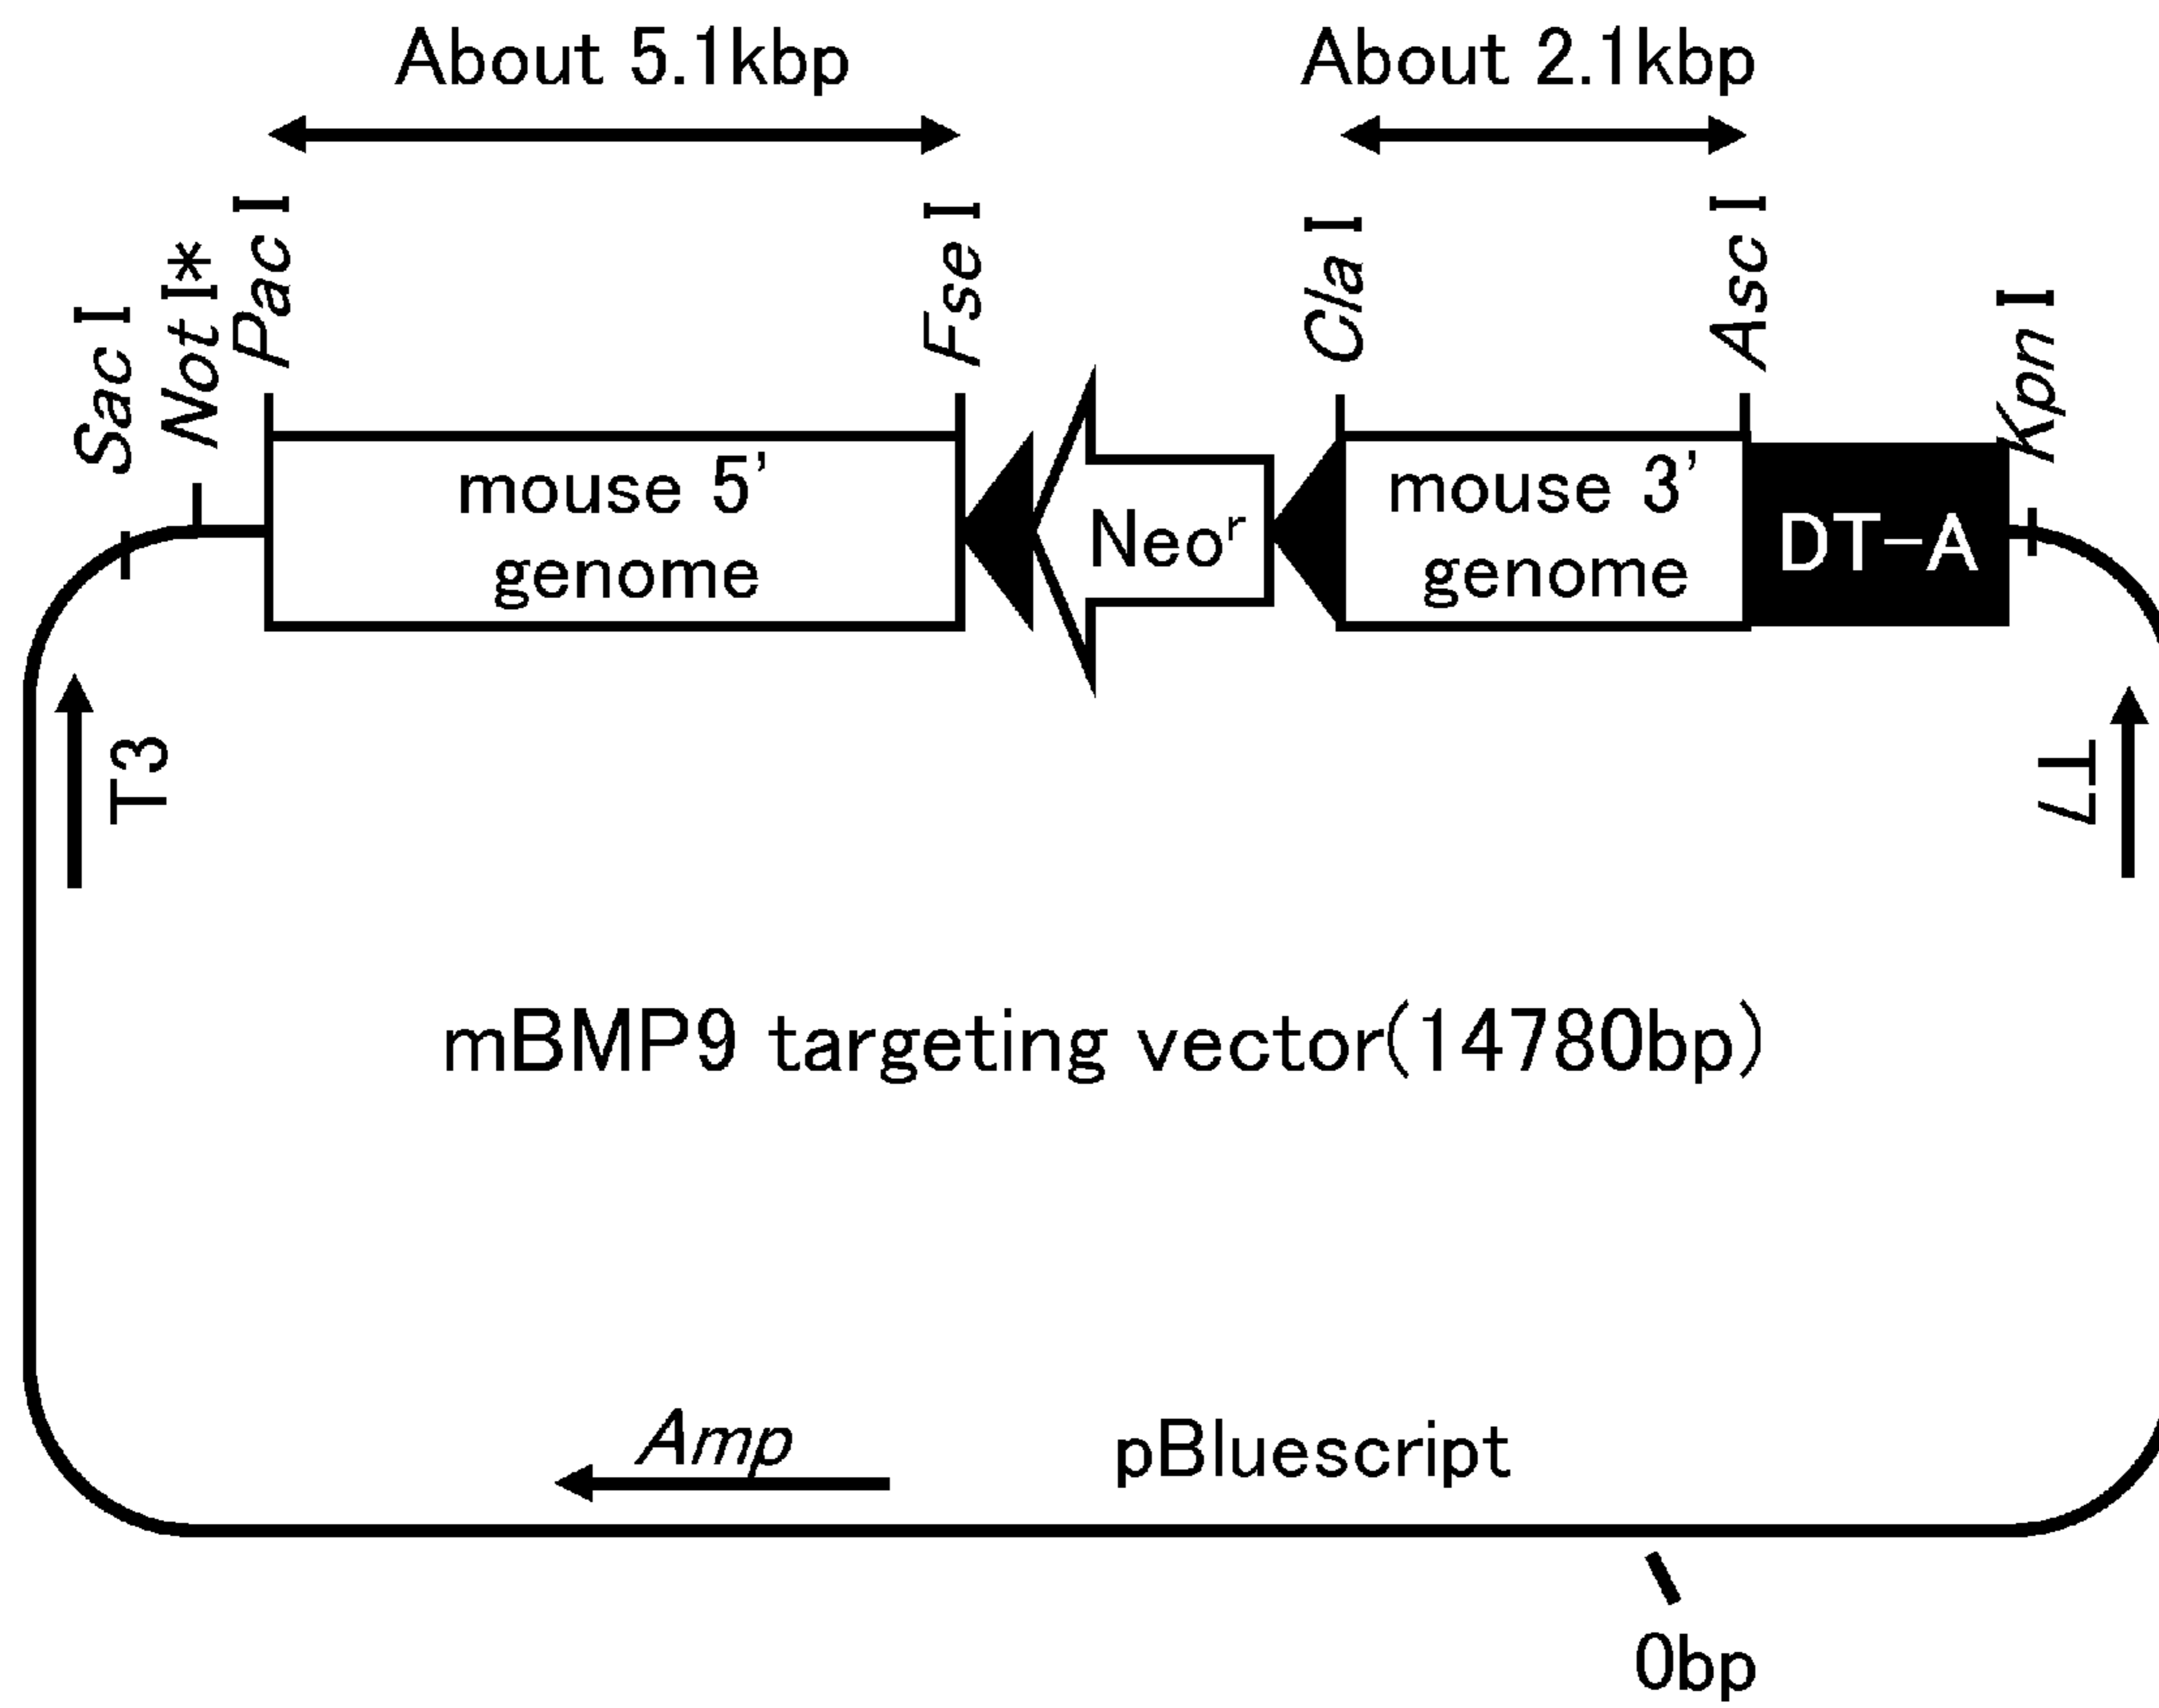 About 5.1kbp
About 2.1kbp
Sac I
Not I*
Pac I
Fse I
Cla I
Asc I
Kpn I
mouse 5'
genome
Neoʳ
mouse 3'
genome
DT-A
T3
T7
mBMP9 targeting vector(14780bp)
Amp
pBluescript
0bp